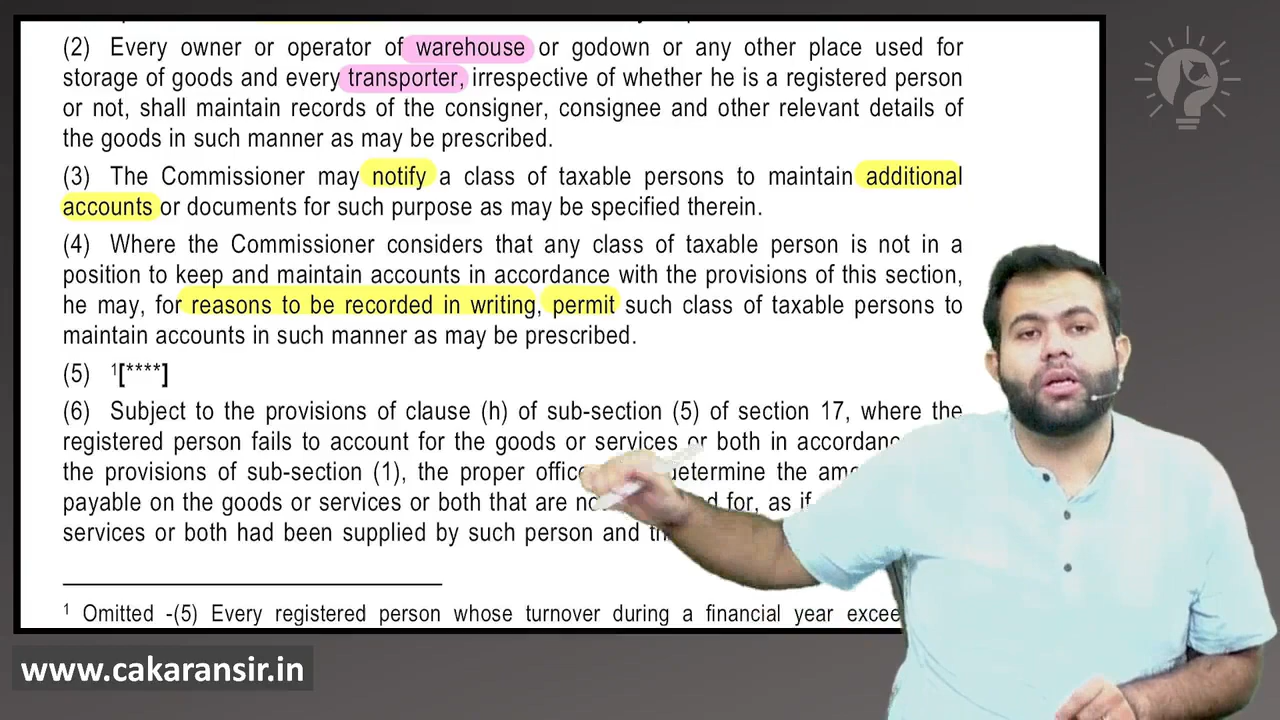 (2) Every owner or operator of warehouse or godown or any other place used for
storage of goods and every transporter, irrespective of whether he is a registered person
or not, shall maintain records of the consigner, consignee and other relevant details of
the goods in such manner as may be prescribed.
(3) The Commissioner may notify a class of taxable persons to maintain additional
accounts or documents for such purpose as may be specified therein.
(4) Where the Commissioner considers that any class of taxable person is not in a
position to keep and maintain accounts in accordance with the provisions of this section,
he may, for reasons to be recorded in writing, permit such class of taxable persons to
maintain accounts in such manner as may be prescribed.
(5) 1[****]
(6) Subject to the provisions of clause (h) of sub-section (5) of section 17, where the
registered person fails to account for the goods or services or both in
the provisions of sub-section (1), the proper the
payable on the goods or services or both that are for, as if
services or both had been supplied by such person and
1 Omitted -(5) Every registered person whose turnover during a financial year
www.cakaransir.in